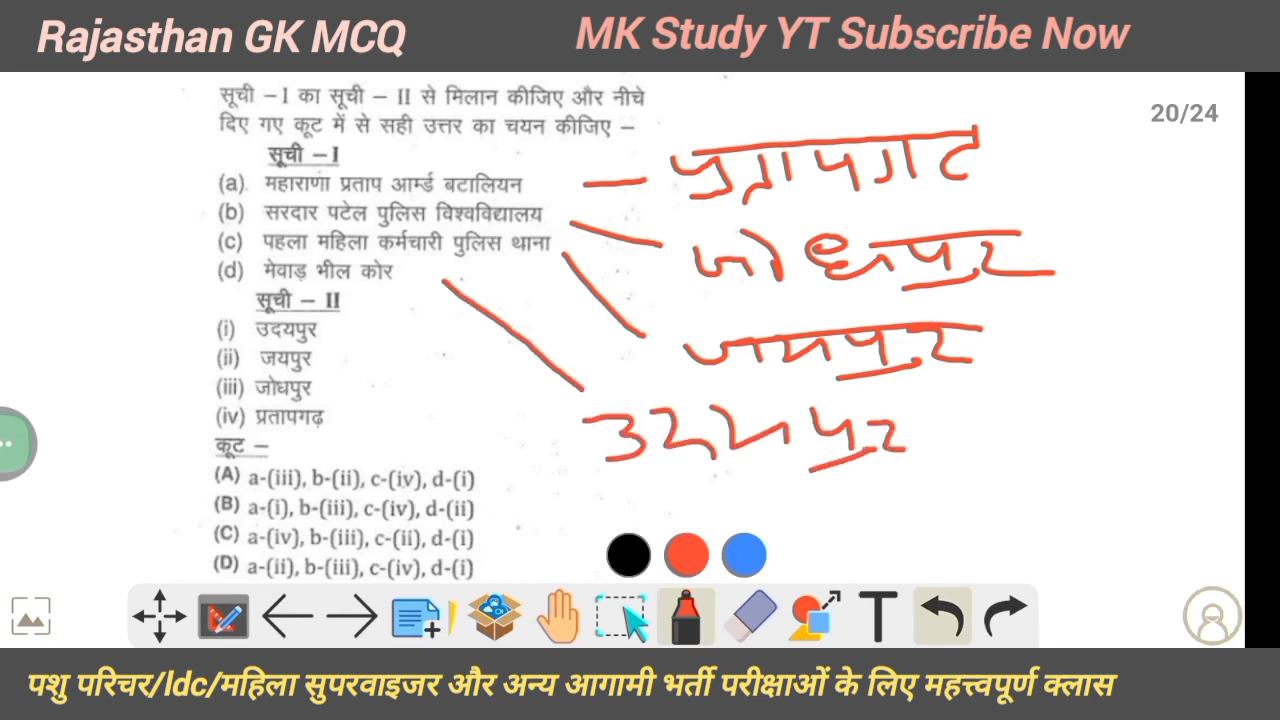 Rajasthan GK MCQ
MK Study YT Subscribe Now
20/24
सूची – I का सूची – II से मिलान कीजिए और नीचे
दिए गए कूट में से सही उत्तर का चयन कीजिए –
सूची – I
(a). महाराणा प्रताप आर्म्ड बटालियन
(b) सरदार पटेल पुलिस विश्वविद्यालय
(c) पहला महिला कर्मचारी पुलिस थाना
(d) मेवाड़ भील कोर
सूची – II
(i) उदयपुर
(ii) जयपुर
(iii) जोधपुर
(iv) प्रतापगढ़
कूट –
(A) a-(iii), b-(ii), c-(iv), d-(i)
(B) a-(i), b-(iii), c-(iv), d-(ii)
(C) a-(iv), b-(iii), c-(ii), d-(i)
(D) a-(ii), b-(iii), c-(iv), d-(i)
प्रतापगढ
जोधपुर
जयपुर
उदयपुर
T
पशु परिचर/ldc/महिला सुपरवाइजर और अन्य आगामी भर्ती परीक्षाओं के लिए महत्त्वपूर्ण क्लास